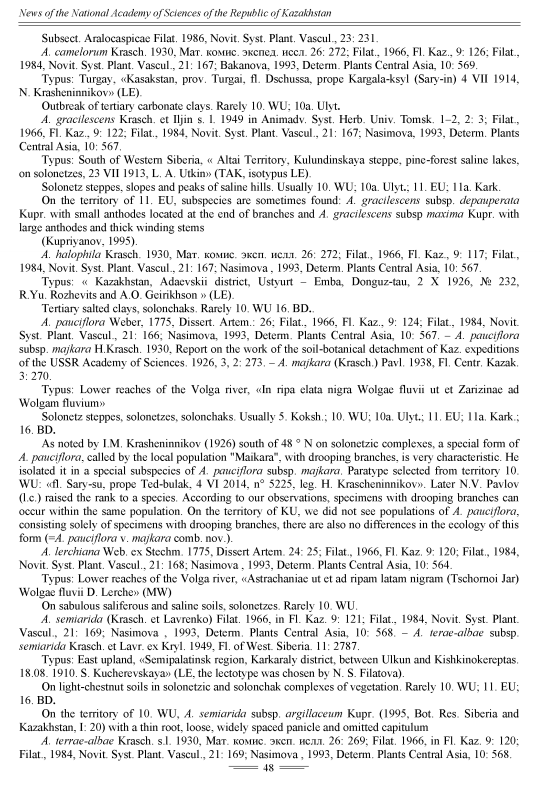 News of the National Academy of Sciences of the Republic of Kazakhstan
Subsect. Aralocaspicae Filat. 1986, Novit. Syst. Plant. Vascul., 23: 231.
A. camelorum Krasch. 1930, Мат. комис. экспед. иссл. 26: 272; Filat., 1966, Fl. Kaz., 9: 126; Filat.,
1984, Novit. Syst. Plant. Vascul., 21: 167; Bakanova, 1993, Determ. Plants Central Asia, 10: 569.
Typus: Turgay, «Kasakstan, prov. Turgai, fl. Dschussa, prope Kargala-ksyl (Sary-in) 4 VII 1914,
N. Krasheninnikov» (LE).
Outbreak of tertiary carbonate clays. Rarely 10. WU; 10a. Ulyt.
A. gracilescens Krasch. et Iljin s. l. 1949 in Animadv. Syst. Herb. Univ. Tomsk. 1–2, 2: 3; Filat.,
1966, Fl. Kaz., 9: 122; Filat., 1984, Novit. Syst. Plant. Vascul., 21: 167; Nasimova, 1993, Determ. Plants
Central Asia, 10: 567.
Typus: South of Western Siberia, « Altai Territory, Kulundinskaya steppe, pine-forest saline lakes,
on solonetzes, 23 VII 1913, L. A. Utkin» (TAK, isotypus LE).
Solonetz steppes, slopes and peaks of saline hills. Usually 10. WU; 10a. Ulyt.; 11. EU; 11a. Kark.
On the territory of 11. EU, subspecies are sometimes found: A. gracilescens subsp. depauperata
Kupr. with small anthodes located at the end of branches and A. gracilescens subsp maxima Kupr. with
large anthodes and thick winding stems
(Kupriyanov, 1995).
A. halophila Krasch. 1930, Мат. комис. эксп. ислл. 26: 272; Filat., 1966, Fl. Kaz., 9: 117; Filat.,
1984, Novit. Syst. Plant. Vascul., 21: 167; Nasimova , 1993, Determ. Plants Central Asia, 10: 567.
Typus: « Kazakhstan, Adaevskii district, Ustyurt – Emba, Donguz-tau, 2 X 1926, № 232,
R.Yu. Rozhevits and A.O. Geirikhson » (LE).
Tertiary salted clays, solonchaks. Rarely 10. WU 16. BD..
A. pauciflora Weber, 1775, Dissert. Artem.: 26; Filat., 1966, Fl. Kaz., 9: 124; Filat., 1984, Novit.
Syst. Plant. Vascul., 21: 166; Nasimova, 1993, Determ. Plants Central Asia, 10: 567. – A. pauciflora
subsp. majkara H.Krasch. 1930, Report on the work of the soil-botanical detachment of Kaz. expeditions
of the USSR Academy of Sciences. 1926, 3, 2: 273. – A. majkara (Krasch.) Pavl. 1938, Fl. Centr. Kazak.
3: 270.
Typus: Lower reaches of the Volga river, «In ripa elata nigra Wolgae fluvii ut et Zarizinae ad
Wolgam fluvium»
Solonetz steppes, solonetzes, solonchaks. Usually 5. Koksh.; 10. WU; 10a. Ulyt.; 11. EU; 11a. Kark.;
16. BD.
As noted by I.M. Krasheninnikov (1926) south of 48 ° N on solonetzic complexes, a special form of
A. pauciflora, called by the local population "Maikara", with drooping branches, is very characteristic. He
isolated it in a special subspecies of A. pauciflora subsp. majkara. Paratype selected from territory 10.
WU: «fl. Sary-su, prope Ted-bulak, 4 VI 2014, n° 5225, leg. H. Krascheninnikov». Later N.V. Pavlov
(l.c.) raised the rank to a species. According to our observations, specimens with drooping branches can
occur within the same population. On the territory of KU, we did not see populations of A. pauciflora,
consisting solely of specimens with drooping branches, there are also no differences in the ecology of this
form (=A. pauciflora v. majkara comb. nov.).
A. lerchiana Web. ex Stechm. 1775, Dissert Artem. 24: 25; Filat., 1966, Fl. Kaz. 9: 120; Filat., 1984,
Novit. Syst. Plant. Vascul., 21: 168; Nasimova , 1993, Determ. Plants Central Asia, 10: 564.
Typus: Lower reaches of the Volga river, «Astrachaniae ut et ad ripam latam nigram (Tschornoi Jar)
Wolgae fluvii D. Lerche» (MW)
On sabulous saliferous and saline soils, solonetzes. Rarely 10. WU.
A. semiarida (Krasch. et Lavrenko) Filat. 1966, in Fl. Kaz. 9: 121; Filat., 1984, Novit. Syst. Plant.
Vascul., 21: 169; Nasimova , 1993, Determ. Plants Central Asia, 10: 568. – A. terae-albae subsp.
semiarida Krasch. et Lavr. ex Kryl. 1949, Fl. of West. Siberia. 11: 2787.
Typus: East upland, «Semipalatinsk region, Karkaraly district, between Ulkun and Kishkinokereptas.
18.08. 1910. S. Kucherevskaya» (LE, the lectotype was chosen by N. S. Filatova).
On light-chestnut soils in solonetzic and solonchak complexes of vegetation. Rarely 10. WU; 11. EU;
16. BD.
On the territory of 10. WU, A. semiarida subsp. argillaceum Kupr. (1995, Bot. Res. Siberia and
Kazakhstan, I: 20) with a thin root, loose, widely spaced panicle and omitted capitulum
A. terrae-albae Krasch. s.l. 1930, Мат. комис. эксп. иссл. 26: 269; Filat. 1966, in Fl. Kaz. 9: 120;
Filat., 1984, Novit. Syst. Plant. Vascul., 21: 169; Nasimova , 1993, Determ. Plants Central Asia, 10: 568.
48